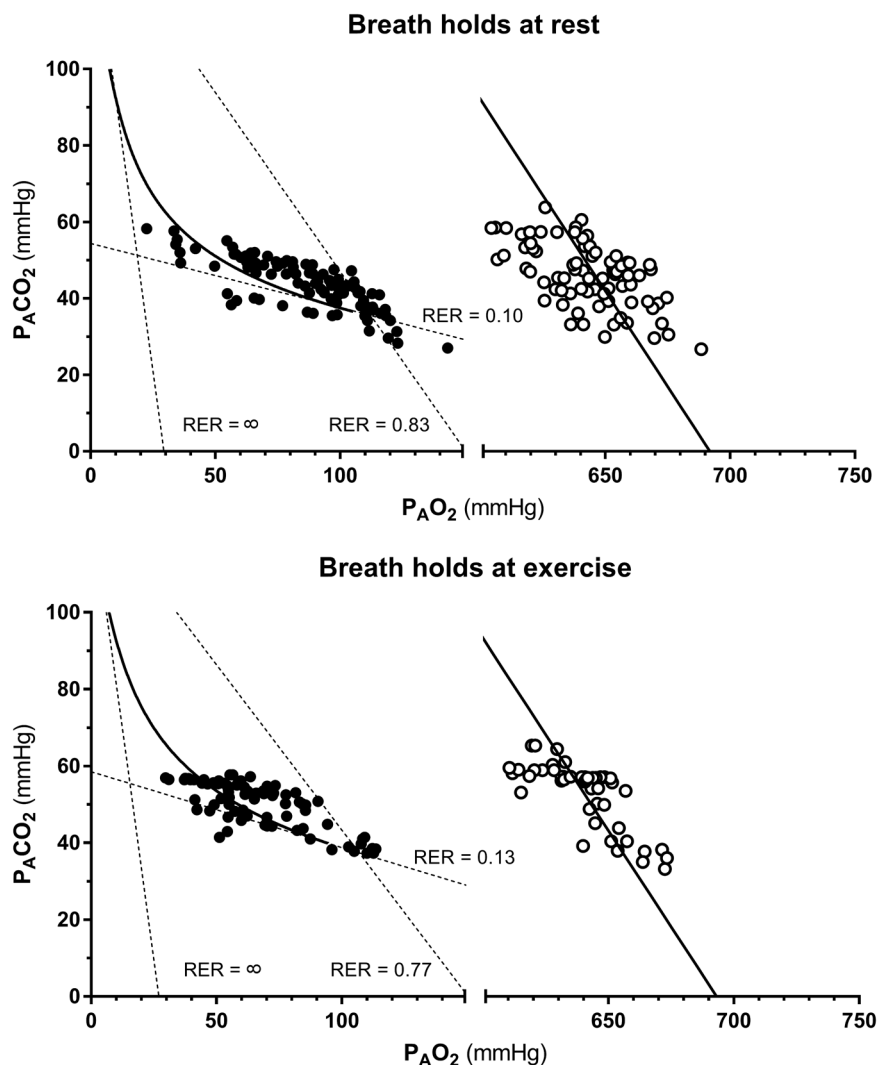 Breath holds at rest
100
80
60
40
20
0
PACO2 (mmHg)
RER = 0.10
RER = ∞
RER = 0.83
0
50
100
650
700
750
PAO2 (mmHg)
Breath holds at exercise
100
80
60
40
20
0
PACO2 (mmHg)
RER = 0.13
RER = ∞
RER = 0.77
0
50
100
650
700
750
PAO2 (mmHg)